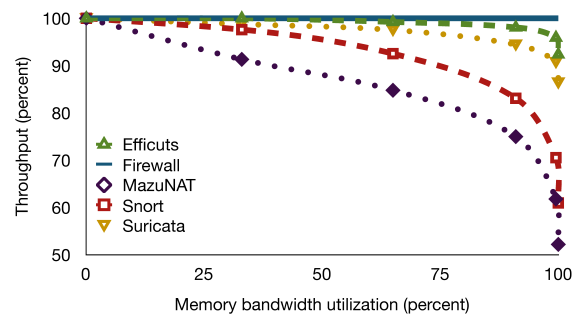 100
90
80
70
60
50
Throughput (percent)
Efficuts
Firewall
MazuNAT
Snort
Suricata
0
25
50
75
100
Memory bandwidth utilization (percent)